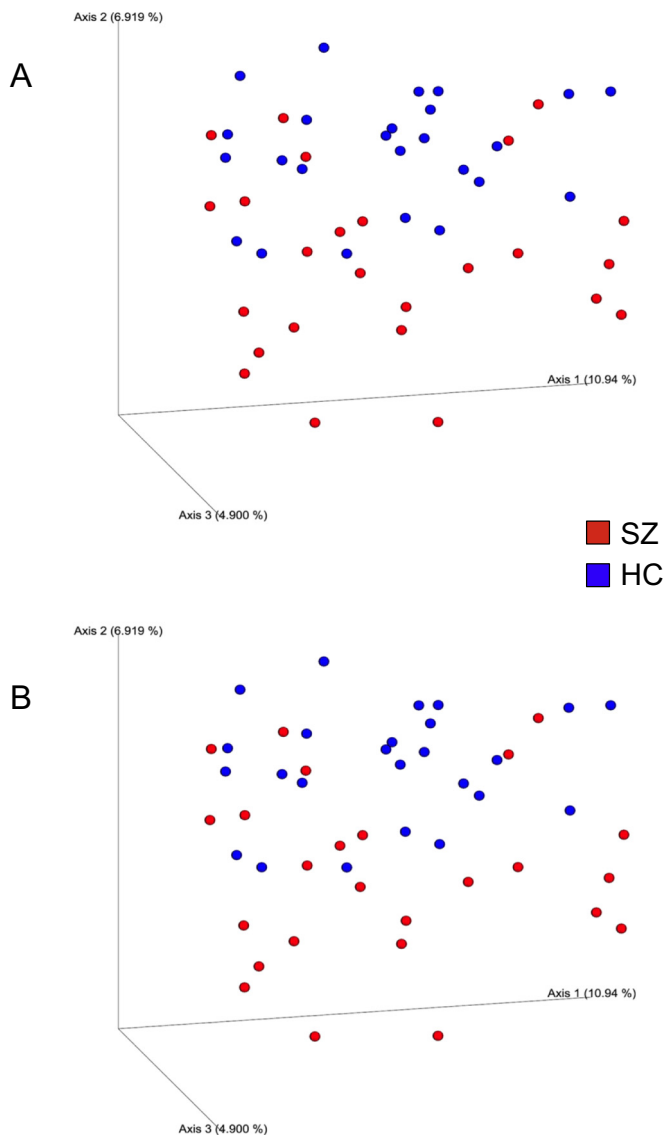 Axis 2 (6.919 %)
A
Axis 1 (10.94 %)
Axis 3 (4.900 %)
SZ
HC
Axis 2 (6.919 %)
B
Axis 1 (10.94 %)
Axis 3 (4.900 %)